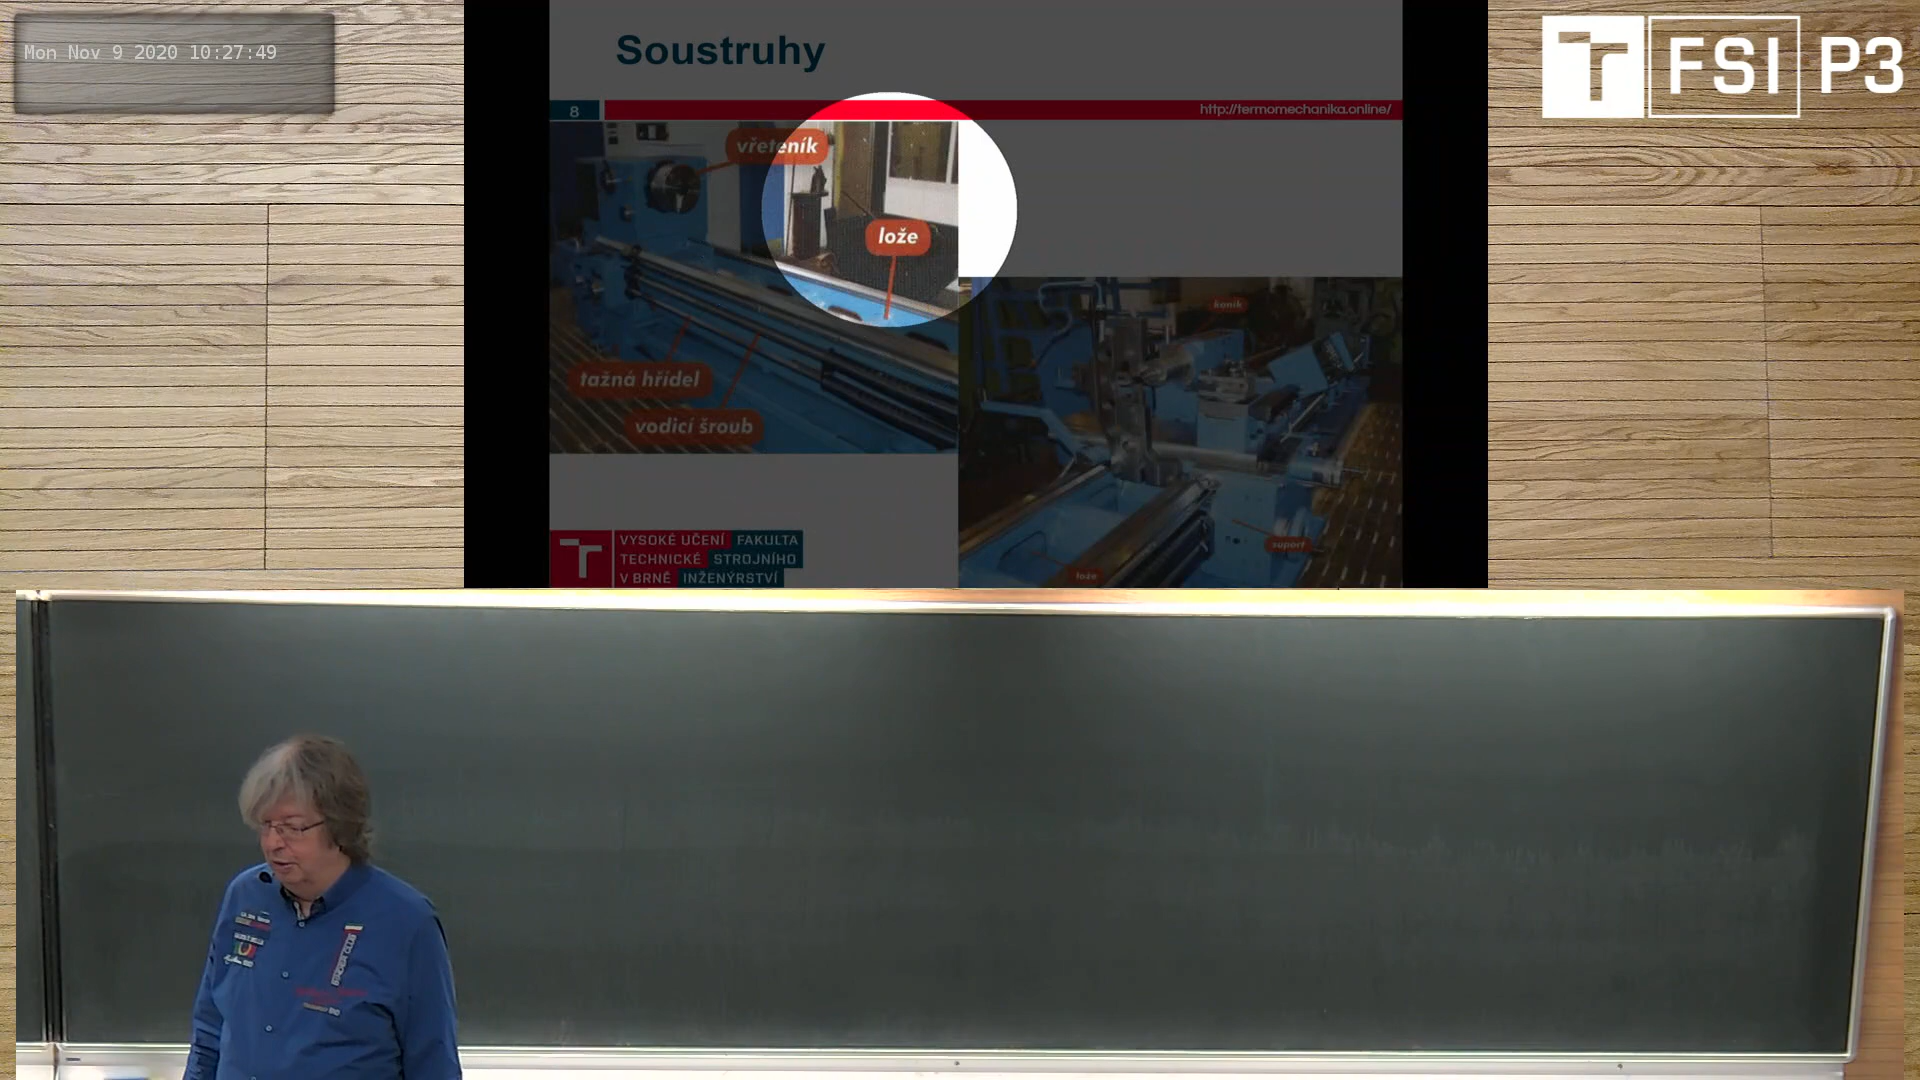 Mon Nov 9 2020 10:27:49
Soustruhy
FSI P3
8
http://termomechanika.online/
vřeteník
lože
koník
tažná hřídel
vodicí šroub
suport
lože
VYSOKÉ UČENÍ FAKULTA
TECHNICKÉ STROJNÍHO
V BRNĚ INŽENÝRSTVÍ